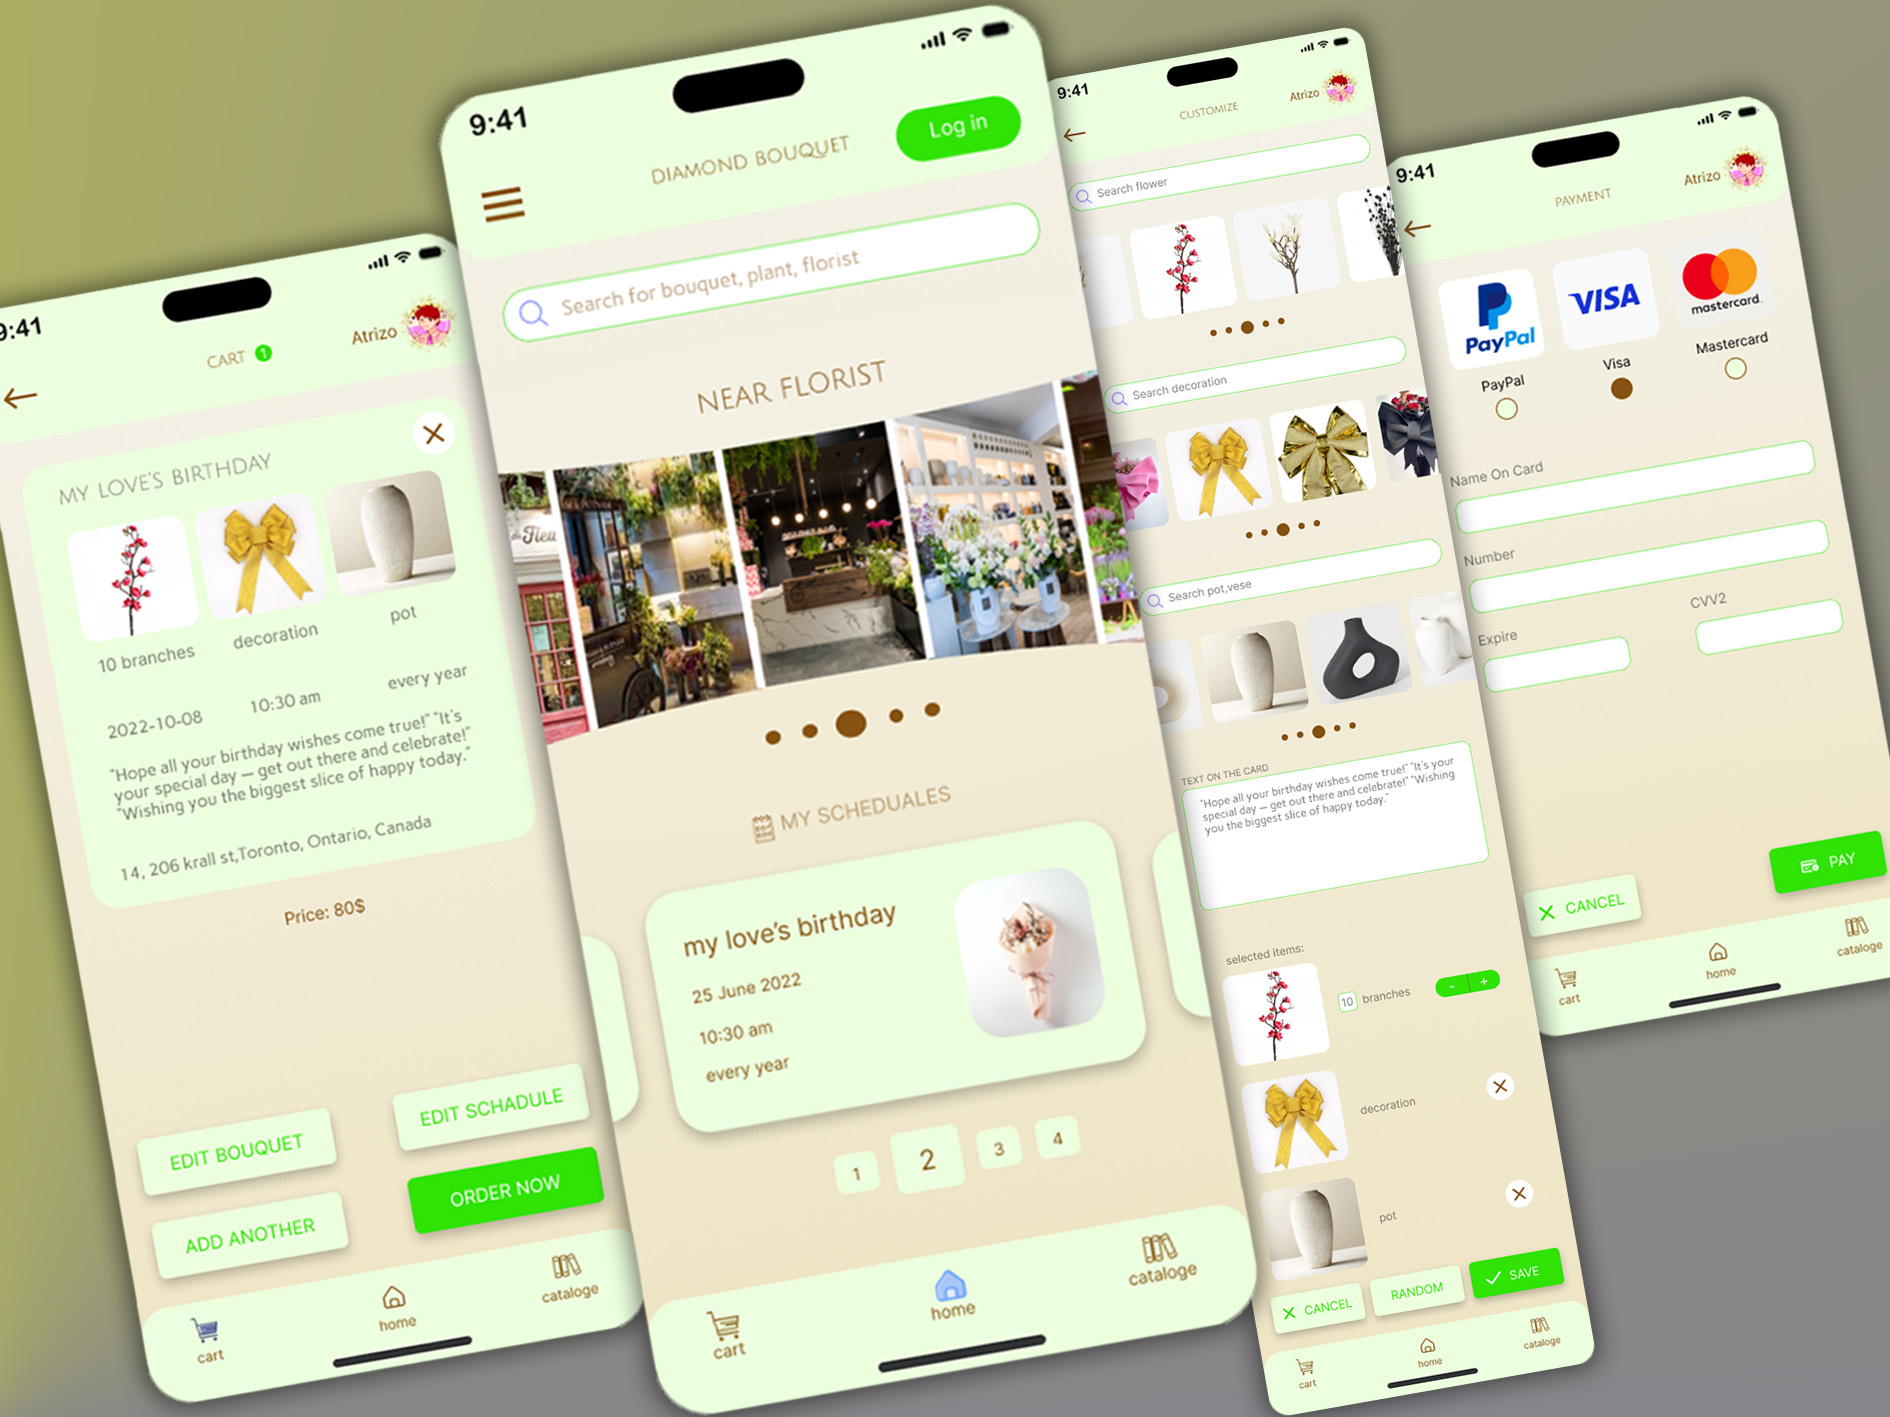 9:41
CART 1
Atrizo
MY LOVE'S BIRTHDAY
10 branches
decoration
pot
2022-10-08
10:30 am
every year
"Hope all your birthday wishes come true!" "It's
your special day — get out there and celebrate!"
"Wishing you the biggest slice of happy today."
14, 206 krall st,Toronto, Ontario, Canada
Price: 80$
EDIT BOUQUET
EDIT SCHADULE
ADD ANOTHER
ORDER NOW
cart
home
cataloge
9:41
DIAMOND BOUQUET
Log in
Search for bouquet, plant, florist
NEAR FLORIST
Fleu
MY SCHEDUALES
my love's birthday
25 June 2022
10:30 am
every year
1 2 3 4
cart
home
cataloge
9:41
CUSTOMIZE
Atrizo
Search flower
Search decoration
Search pot,vese
TEXT ON THE CARD
"Hope all your birthday wishes come true!" "It's your
special day — get out there and celebrate!" "Wishing
you the biggest slice of happy today."
selected items:
10 branches
- +
decoration
pot
CANCEL
RANDOM
SAVE
cart
home
cataloge
9:41
PAYMENT
Atrizo
PayPal
VISA
mastercard.
PayPal
Visa
Mastercard
Name On Card
Number
Expire
CVV2
CANCEL
PAY
cart
home
cataloge